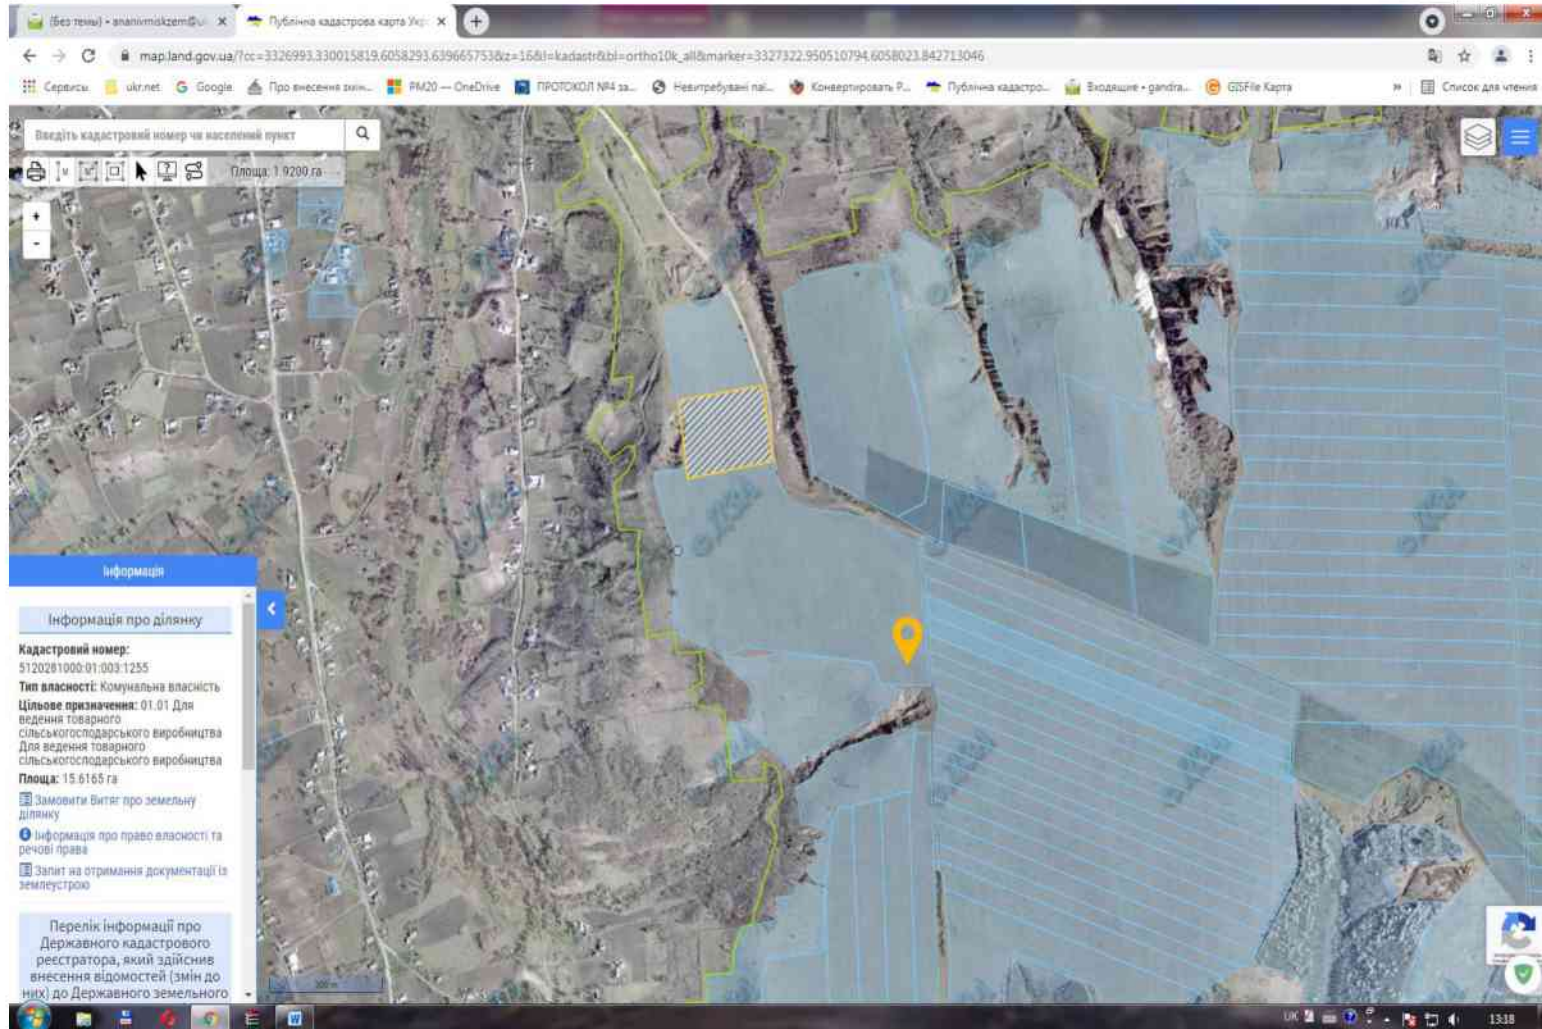 (без темы) • ananivmiskzem@u
Публічна кадастрова карта Укр
map.land.gov.ua/?cc=3326993.330015819,6058293.639665753&z=16&l=kadastr&bl=ortho10k_all&marker=3327322.950510794,6058023.842713046
Сервисы
ukr.net
Google
Про внесення змін...
PM20 — OneDrive
ПРОТОКОЛ №4 за...
Невитребувані паї...
Конвертировать P...
Публічна кадастро...
Входящие • gandra...
GISFile Карта
»
Список для чтения
Введіть кадастровий номер чи населений пункт
Площа: 1.9200 га
+
-
Інформація
Інформація про ділянку
Кадастровий номер:
5120281000:01:003:1255
Тип власності: Комунальна власність
Цільове призначення: 01.01 Для
ведення товарного
сільськогосподарського виробництва
Для ведення товарного
сільськогосподарського виробництва
Площа: 15.6165 га
Замовити Витяг про земельну
ділянку
Інформація про право власності та
речові права
Запит на отримання документації із
землеустрою
Перелік інформації про
Державного кадастрового
реєстратора, який здійснив
внесення відомостей (змін до
них) до Державного земельного
200 m
UK
13:18